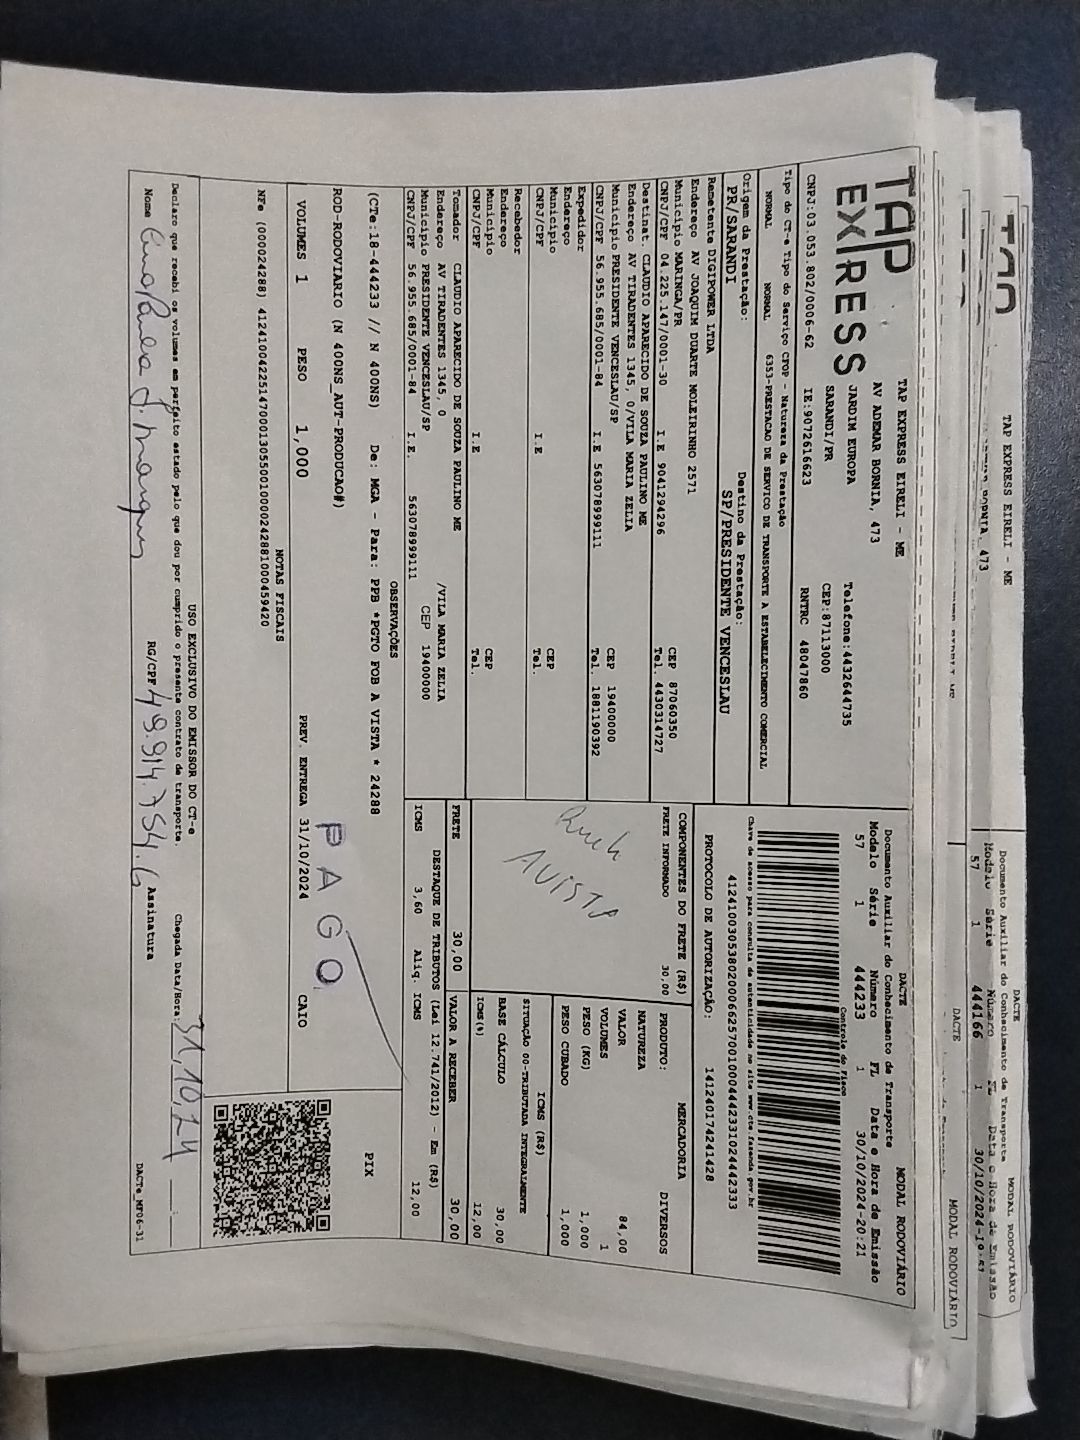 TAP EXPRESS EIRELI - ME
DACTE
MODAL RODOVIÁRIO
Documento Auxiliar do Conhecimento de Transporte
Modelo Série Número FL Data e Hora de Emissão
57 1 444166 1
TAP
EXPRESS
CNPJ:03.053.802/0006-62
TAP EXPRESS EIRELI - ME
AV ADEMAR BORNIA, 473
JARDIM EUROPA
SARANDI/PR
IE:9072616623
Telefone:4432644735
CEP:87113000
RNTRC 48047860
DACTE MODAL RODOVIÁRIO
Documento Auxiliar do Conhecimento de Transporte
Modelo Série Número FL Data e Hora de Emissão
57 1 444233 1 30/10/2024-20:21
Controle do Fisco
Chave de acesso para consulta de autenticidade no site www.cte.fazenda.gov.br
41241003053802000662570010004442331024442333
PROTOCOLO DE AUTORIZAÇÃO: 141240174241428
Tipo do CT-e Tipo do Serviço CFOP - Natureza da Prestação
NORMAL NORMAL 6353-PRESTACAO DE SERVICO DE TRANSPORTE A ESTABELECIMENTO COMERCIAL
Origem da Prestação: Destino da Prestação:
PR/SARANDI SP/PRESIDENTE VENCESLAU
Remetente DIGIPOWER LTDA
Endereço AV JOAQUIM DUARTE MOLEIRINHO 2571
Município MARINGA/PR CEP 87060350
CNPJ/CPF 04.225.147/0001-30 I.E 9041294296 Tel. 4430314727
Destinat CLAUDIO APARECIDO DE SOUZA PAULINO ME
Endereço AV TIRADENTES 1345, 0/VILA MARIA ZELIA
Município PRESIDENTE VENCESLAU/SP CEP 19400000
CNPJ/CPF 56.955.685/0001-84 I.E 563078999111 Tel. 1881190392
Expedidor
Endereço
Município CEP
CNPJ/CPF I.E Tel.
Recebedor
Endereço
Município CEP
CNPJ/CPF I.E Tel.
Tomador CLAUDIO APARECIDO DE SOUZA PAULINO ME
Endereço AV TIRADENTES 1345, 0 /VILA MARIA ZELIA
Município PRESIDENTE VENCESLAU/SP CEP 19400000
CNPJ/CPF 56.955.685/0001-84 I.E. 563078999111
COMPONENTES DO FRETE (R$)
FRETE INFORMADO 30,00
AVISTA
PRODUTO: MERCADORIA
NATUREZA DIVERSOS
VALOR 84,00
VOLUMES 1
PESO (KG) 1,000
PESO CUBADO 1,000
ICMS (R$)
SITUAÇÃO 00-TRIBUTADA INTEGRALMENTE
BASE CÁLCULO 30,00
ICMS(%) 12,00
FRETE 30,00 VALOR A RECEBER 30,00
DESTAQUE DE TRIBUTOS (Lei 12.741/2012) - Em (R$)
ICMS 3,60 Aliq. ICMS 12,00
OBSERVAÇÕES
(CTe:18-444233 // N 400NS) De: MGA - Para: PPB *PGTO FOB A VISTA * 24288
ROD-RODOVIARIO (N 400NS_AUT-PRODUCAO#)
PAGO
PIX
VOLUMES 1 PESO 1,000 PREV. ENTREGA 31/10/2024 CAIO
NOTAS FISCAIS
NFe (000024288) 41241004225147000130550010000242881000459420
USO EXCLUSIVO DO EMISSOR DO CT-e
Declaro que recebi os volumes em perfeito estado pelo que dou por cumprido o presente contrato de transporte. Chegada Data/Hora: 31/10/24
Nome RG/CPF 49.914.754.6 Assinatura
DACTe MF06-31